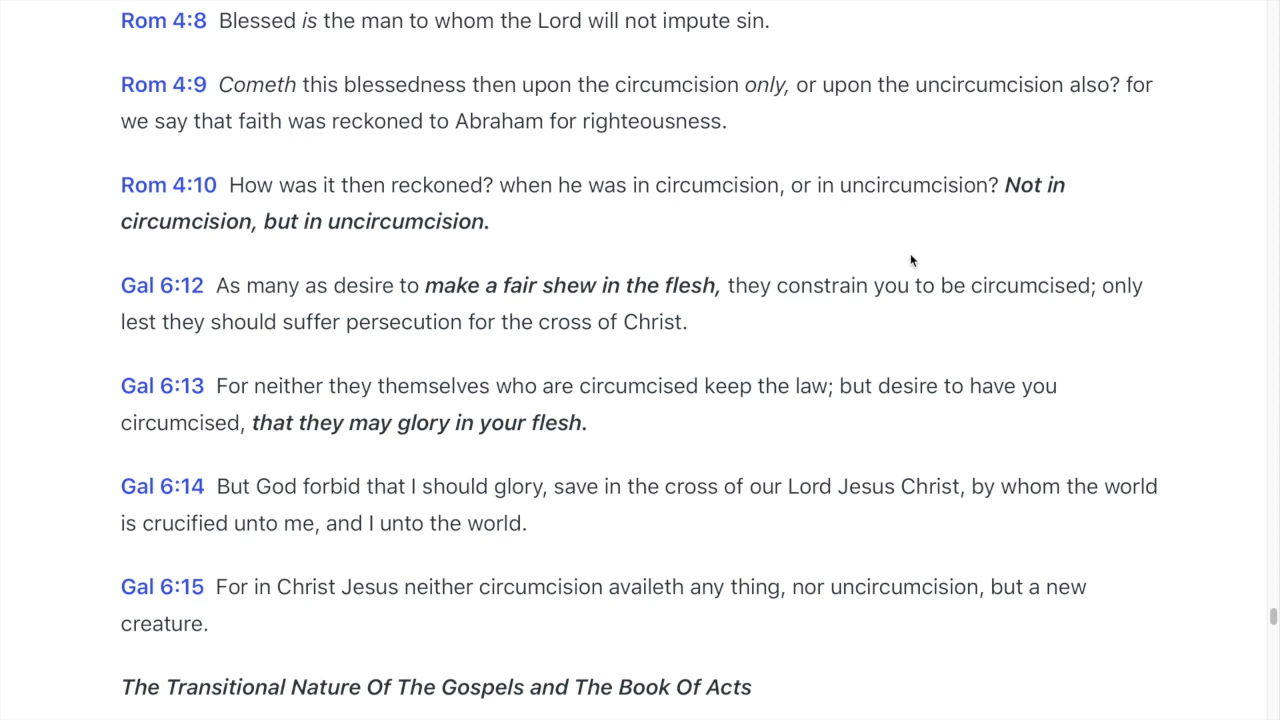 Rom 4:8 Blessed is the man to whom the Lord will not impute sin.
Rom 4:9 Cometh this blessedness then upon the circumcision only, or upon the uncircumcision also? for
we say that faith was reckoned to Abraham for righteousness.
Rom 4:10 How was it then reckoned? when he was in circumcision, or in uncircumcision? Not in
circumcision, but in uncircumcision.
Gal 6:12 As many as desire to make a fair shew in the flesh, they constrain you to be circumcised; only
lest they should suffer persecution for the cross of Christ.
Gal 6:13 For neither they themselves who are circumcised keep the law; but desire to have you
circumcised, that they may glory in your flesh.
Gal 6:14 But God forbid that I should glory, save in the cross of our Lord Jesus Christ, by whom the world
is crucified unto me, and I unto the world.
Gal 6:15 For in Christ Jesus neither circumcision availeth any thing, nor uncircumcision, but a new
creature.
The Transitional Nature Of The Gospels and The Book Of Acts